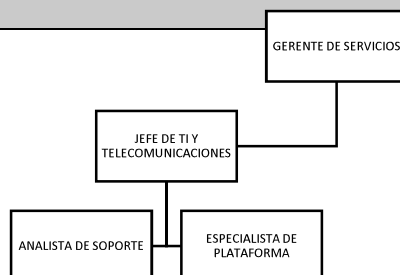 GERENTE DE SERVICIOS
JEFE DE TI Y
TELECOMUNICACIONES
ANALISTA DE SOPORTE
ESPECIALISTA DE
PLATAFORMA